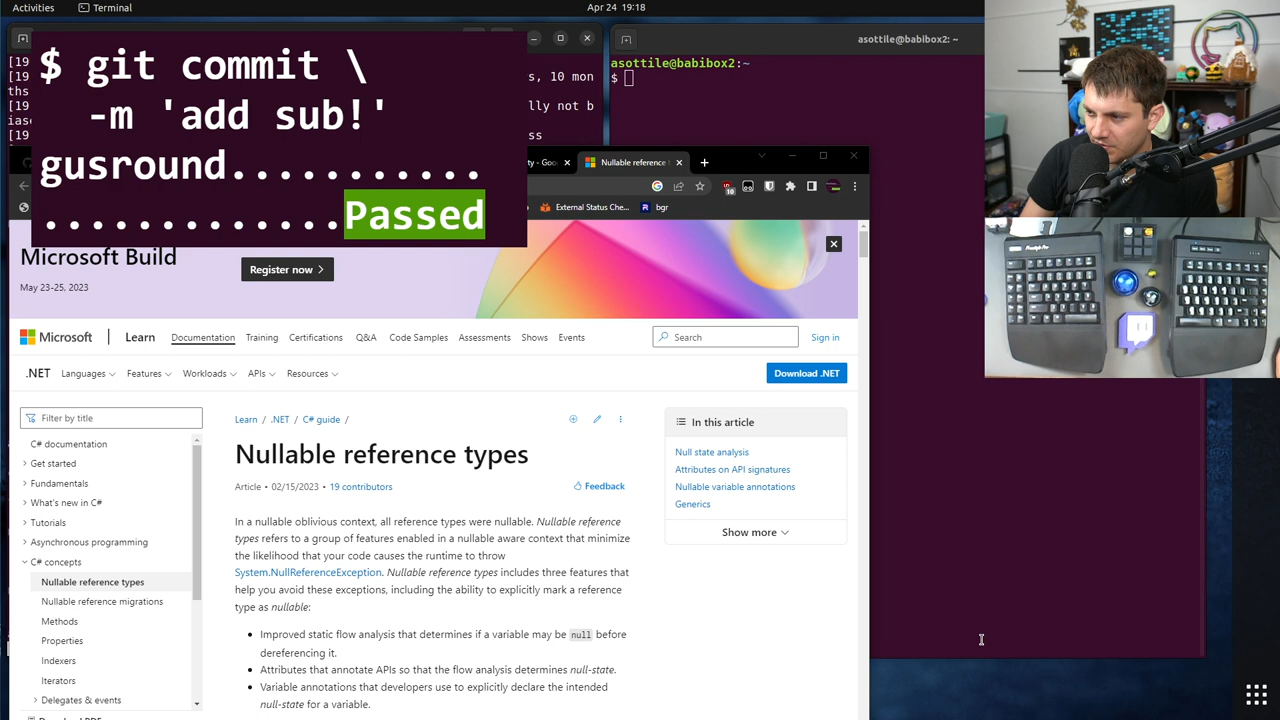 Activities
Terminal
Apr 24 19:18
$ git commit \
-m 'add sub!'
gusround...........
.............Passed
[19
[19
s, 10 mon
ths
[19
lly not b
iase
[19
ss
asottile@babibox2: ~
asottile@babibox2:~
$
ty - Goo
Nullable reference
10
External Status Che...
bgr
Microsoft Build
May 23-25, 2023
Register now
Microsoft
Learn
Documentation
Training
Certifications
Q&A
Code Samples
Assessments
Shows
Events
Search
Sign in
.NET
Languages
Features
Workloads
APIs
Resources
Download .NET
Filter by title
C# documentation
Get started
Fundamentals
What's new in C#
Tutorials
Asynchronous programming
C# concepts
Nullable reference types
Nullable reference migrations
Methods
Properties
Indexers
Iterators
Delegates & events
Download PDF
Learn / .NET / C# guide /
Nullable reference types
Article • 02/15/2023 • 19 contributors
Feedback
In a nullable oblivious context, all reference types were nullable. Nullable reference
types refers to a group of features enabled in a nullable aware context that minimize
the likelihood that your code causes the runtime to throw
System.NullReferenceException. Nullable reference types includes three features that
help you avoid these exceptions, including the ability to explicitly mark a reference
type as nullable:
• Improved static flow analysis that determines if a variable may be null before
dereferencing it.
• Attributes that annotate APIs so that the flow analysis determines null-state.
• Variable annotations that developers use to explicitly declare the intended
null-state for a variable.
In this article
Null state analysis
Attributes on API signatures
Nullable variable annotations
Generics
Show more